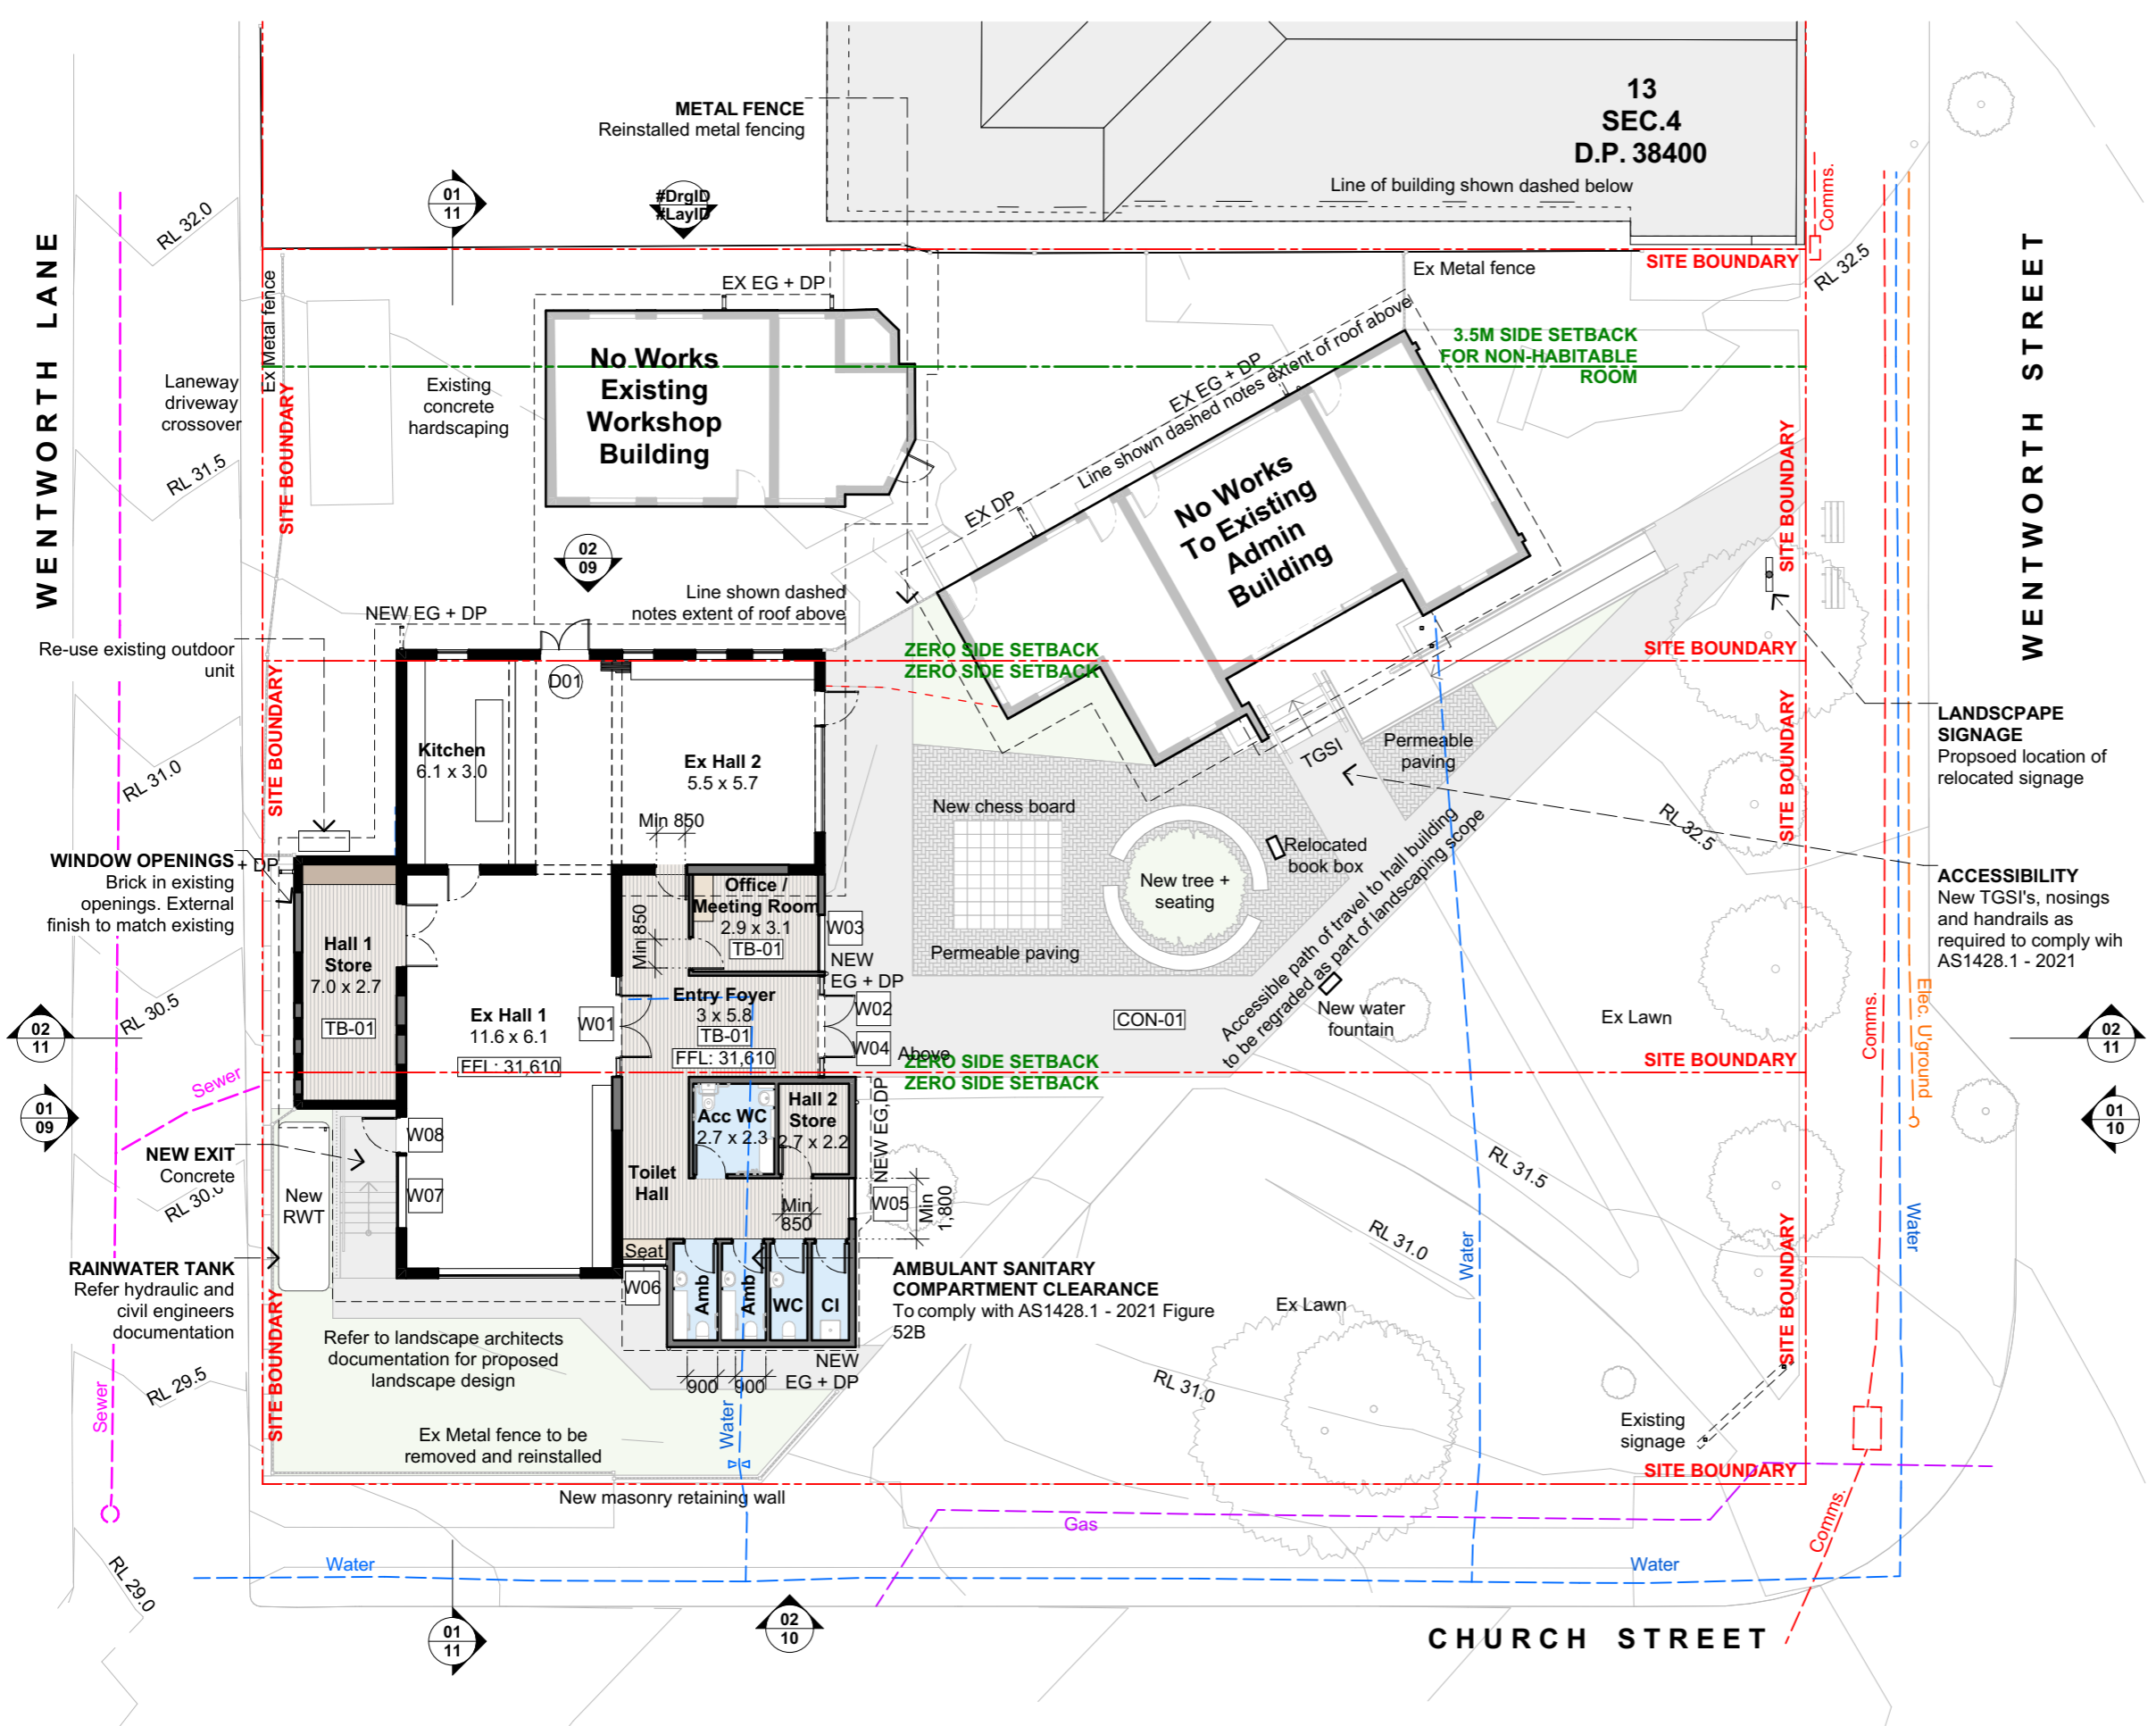 13
SEC.4
D.P. 38400
METAL FENCE
Reinstalled metal fencing
Line of building shown dashed below
Comms.
01
11
#DrgID
#LayID
RL 32.0
WENTWORTH LANE
WENTWORTH STREET
SITE BOUNDARY
RL 32.5
Ex Metal fence
Ex Metal fence
EX EG + DP
3.5M SIDE SETBACK
FOR NON-HABITABLE
ROOM
No Works
Existing
Workshop
Building
Laneway
driveway
crossover
Existing
concrete
hardscaping
SITE BOUNDARY
EX EG + DP
Line shown dashed notes extent of roof above
RL 31.5
EX DP
No Works
To Existing
Admin
Building
SITE BOUNDARY
02
09
Line shown dashed
notes extent of roof above
NEW EG + DP
Re-use existing outdoor
unit
ZERO SIDE SETBACK
ZERO SIDE SETBACK
SITE BOUNDARY
D01
SITE BOUNDARY
SITE BOUNDARY
LANDSCPAPE
SIGNAGE
Propsoed location of
relocated signage
Kitchen
6.1 x 3.0
Ex Hall 2
5.5 x 5.7
TGSI
Permeable
paving
RL 31.0
Min 850
New chess board
RL 32.5
Relocated
book box
New tree +
seating
Permeable paving
Accessible path of travel to hall building
to be regraded as part of landscaping scope
WINDOW OPENINGS
Brick in existing
openings. External
finish to match existing
+ DP
ACCESSIBILITY
New TGSI's, nosings
and handrails as
required to comply wih
AS1428.1 - 2021
Office /
Meeting Room
2.9 x 3.1
TB-01
Min 850
W03
NEW
EG + DP
Hall 1
Store
7.0 x 2.7
TB-01
Ex Hall 1
11.6 x 6.1
FFL: 31,610
W01
Entry Foyer
3 x 5.8
TB-01
FFL: 31,610
W02
W04
Above
CON-01
New water
fountain
Ex Lawn
Comms.
Elec. U'ground
RL 30.5
02
11
02
11
ZERO SIDE SETBACK
ZERO SIDE SETBACK
SITE BOUNDARY
Sewer
01
09
01
10
Acc WC
2.7 x 2.3
Hall 2
Store
2.7 x 2.2
NEW EG,DP
W08
NEW EXIT
Concrete
RL 30.0
New
RWT
W07
Toilet
Hall
Min
850
W05
Min
1,800
RL 31.5
RL 31.0
Water
Water
SITE BOUNDARY
Seat
W06
Amb
Amb
WC
Cl
RAINWATER TANK
Refer hydraulic and
civil engineers
documentation
AMBULANT SANITARY
COMPARTMENT CLEARANCE
To comply with AS1428.1 - 2021 Figure
52B
Ex Lawn
SITE BOUNDARY
Refer to landscape architects
documentation for proposed
landscape design
NEW
EG + DP
900
900
RL 31.0
RL 29.5
Sewer
Water
Ex Metal fence to be
removed and reinstalled
Existing
signage
SITE BOUNDARY
New masonry retaining wall
Gas
Comms.
RL 29.0
Water
Water
01
11
02
10
CHURCH STREET